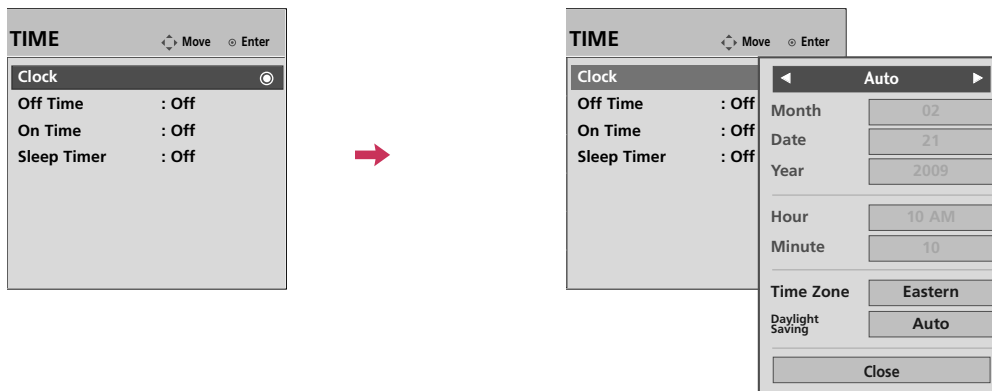 TIME Move Enter
Clock
Off Time : Off
On Time : Off
Sleep Timer : Off
TIME Move Enter
Clock
Off Time : Off
On Time : Off
Sleep Timer : Off
Auto
Month 02
Date 21
Year 2009
Hour 10 AM
Minute 10
Time Zone Eastern
Daylight
Saving Auto
Close